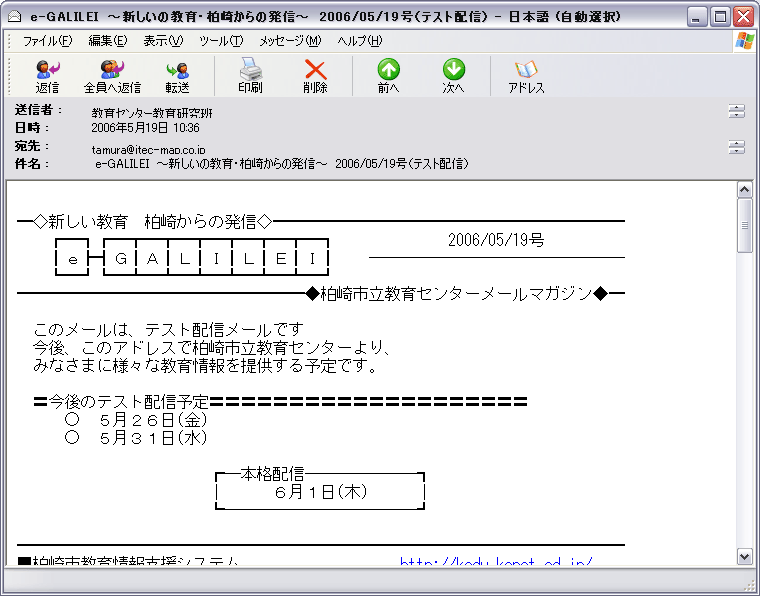 e-GALILEI ～新しいの教育・柏崎からの発信～ 2006/05/19号(テスト配信) - 日本語 (自動選択)
ファイル(F) 編集(E) 表示(V) ツール(T) メッセージ(M) ヘルプ(H)
返信 全員へ返信 転送 印刷 削除 前へ 次へ アドレス
送信者： 教育センター教育研究班
日時： 2006年5月19日 10:36
宛先： tamura@itec-map.co.jp
件名： e-GALILEI ～新しいの教育・柏崎からの発信～ 2006/05/19号(テスト配信)
━◇新しい教育 柏崎からの発信◇━━━━━━━━━━━━━━━━━━━━━━
2006/05/19号
e G A L I L E I
━━━━━━━━━━━━━━━━━━◆柏崎市立教育センターメールマガジン◆━
このメールは、テスト配信メールです
今後、このアドレスで柏崎市立教育センターより、
みなさまに様々な教育情報を提供する予定です。
〓今後のテスト配信予定〓〓〓〓〓〓〓〓〓〓〓〓〓〓〓〓〓〓〓〓
○ ５月２６日(金)
○ ５月３１日(水)
本格配信
６月１日(木)
■柏崎市教育情報支援システム http://kedu.kenet.ed.jp/